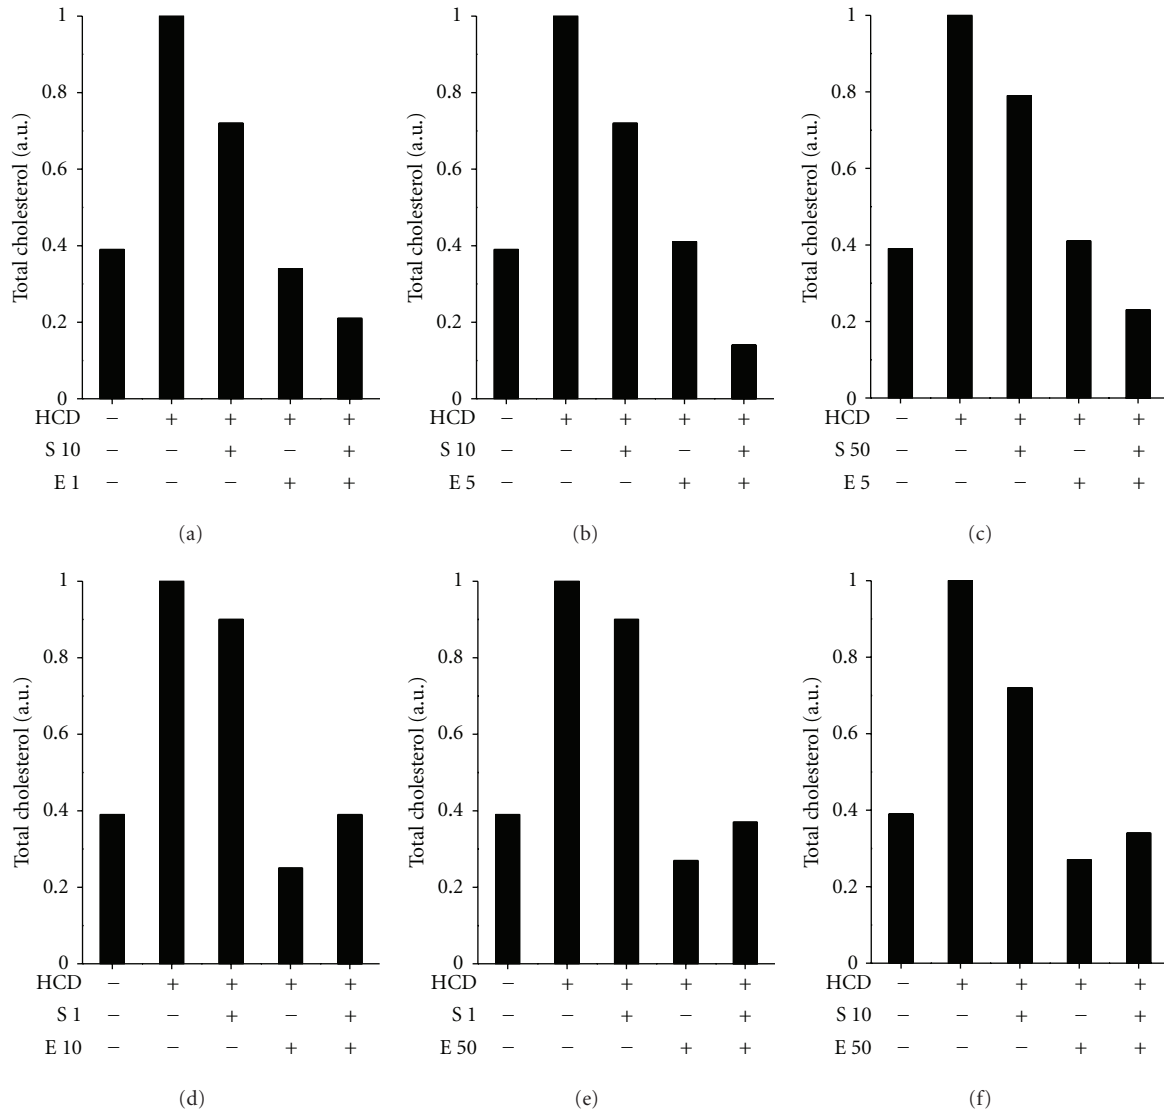 1
0.8
0.6
0.4
0.2
0
Total cholesterol (a.u.)
HCD − + + + +
S 10 − − + − +
E 1 − − − + +
(a)
1
0.8
0.6
0.4
0.2
0
Total cholesterol (a.u.)
HCD − + + + +
S 10 − − + − +
E 5 − − − + +
(b)
1
0.8
0.6
0.4
0.2
0
Total cholesterol (a.u.)
HCD − + + + +
S 50 − − + − +
E 5 − − − + +
(c)
1
0.8
0.6
0.4
0.2
0
Total cholesterol (a.u.)
HCD − + + + +
S 1 − − + − +
E 10 − − − + +
(d)
1
0.8
0.6
0.4
0.2
0
Total cholesterol (a.u.)
HCD − + + + +
S 1 − − + − +
E 50 − − − + +
(e)
1
0.8
0.6
0.4
0.2
0
Total cholesterol (a.u.)
HCD − + + + +
S 10 − − + − +
E 50 − − − + +
(f)